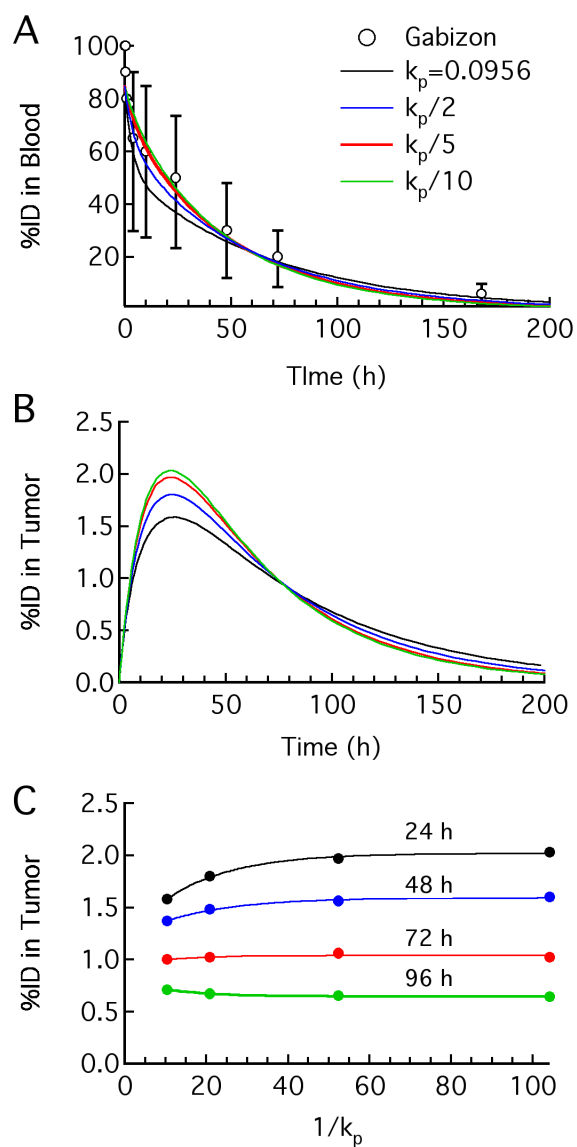 A
%ID in Blood
100
80
60
40
20
0
50
100
150
200
TIme (h)
Gabizon
kp=0.0956
kp/2
kp/5
kp/10
B
%ID in Tumor
2.5
2.0
1.5
1.0
0.5
0.0
0
50
100
150
200
Time (h)
C
%ID in Tumor
2.5
2.0
1.5
1.0
0.5
0.0
24 h
48 h
72 h
96 h
0
20
40
60
80
100
1/kp